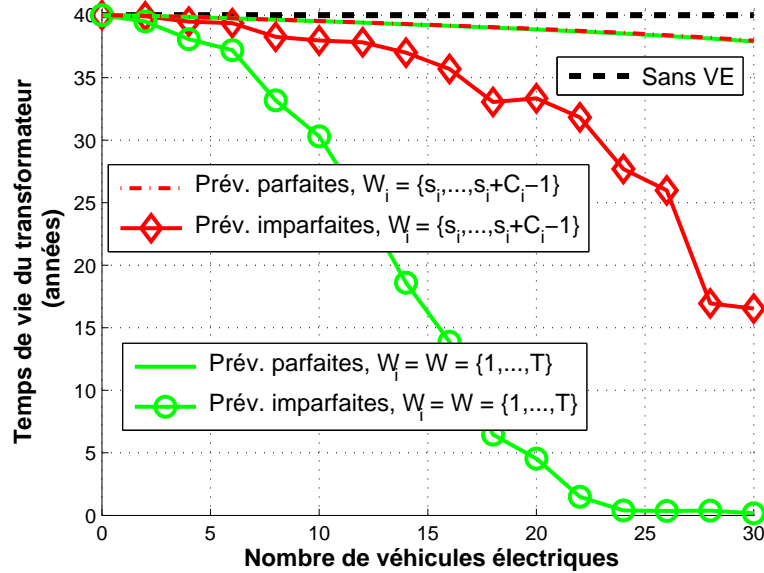 40
35
30
25
20
15
10
5
0
0
5
10
15
20
25
30
Temps de vie du transformateur
(années)
Nombre de véhicules électriques
Sans VE
Prév. parfaites, W_i = {s_i,...,s_i+C_i−1}
Prév. imparfaites, W_i = {s_i,...,s_i+C_i−1}
Prév. parfaites, W_i = W = {1,...,T}
Prév. imparfaites, W_i = W = {1,...,T}